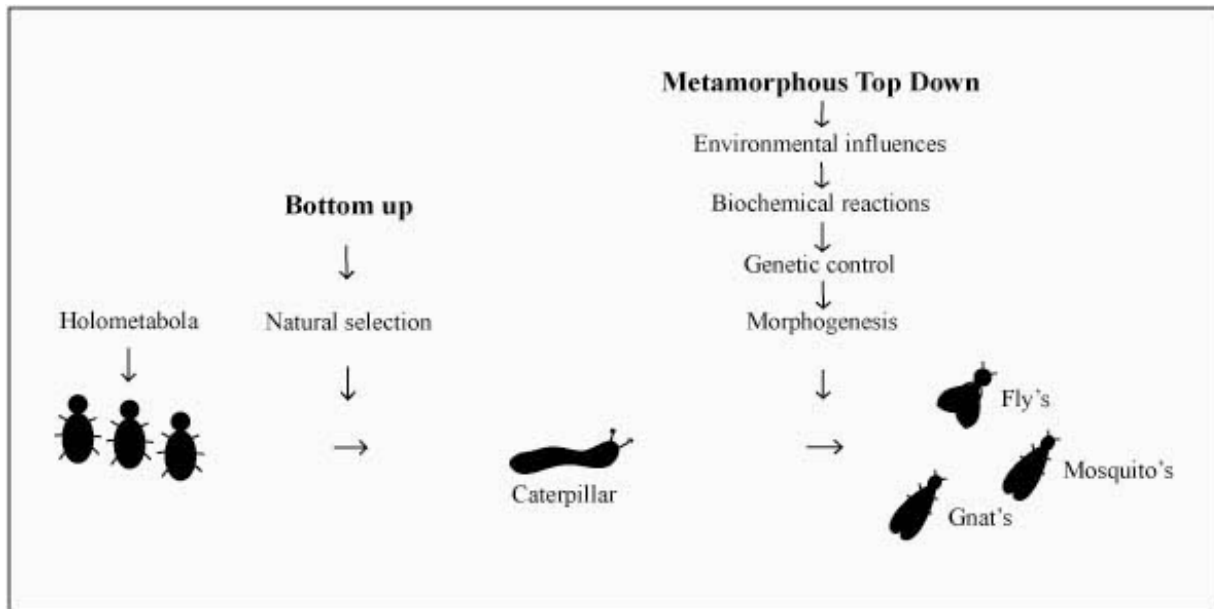 Metamorphous Top Down
Environmental influences
Bottom up
Biochemical reactions
Genetic control
Holometabola
Natural selection
Morphogenesis
Fly's
Mosquito's
Caterpillar
Gnat's